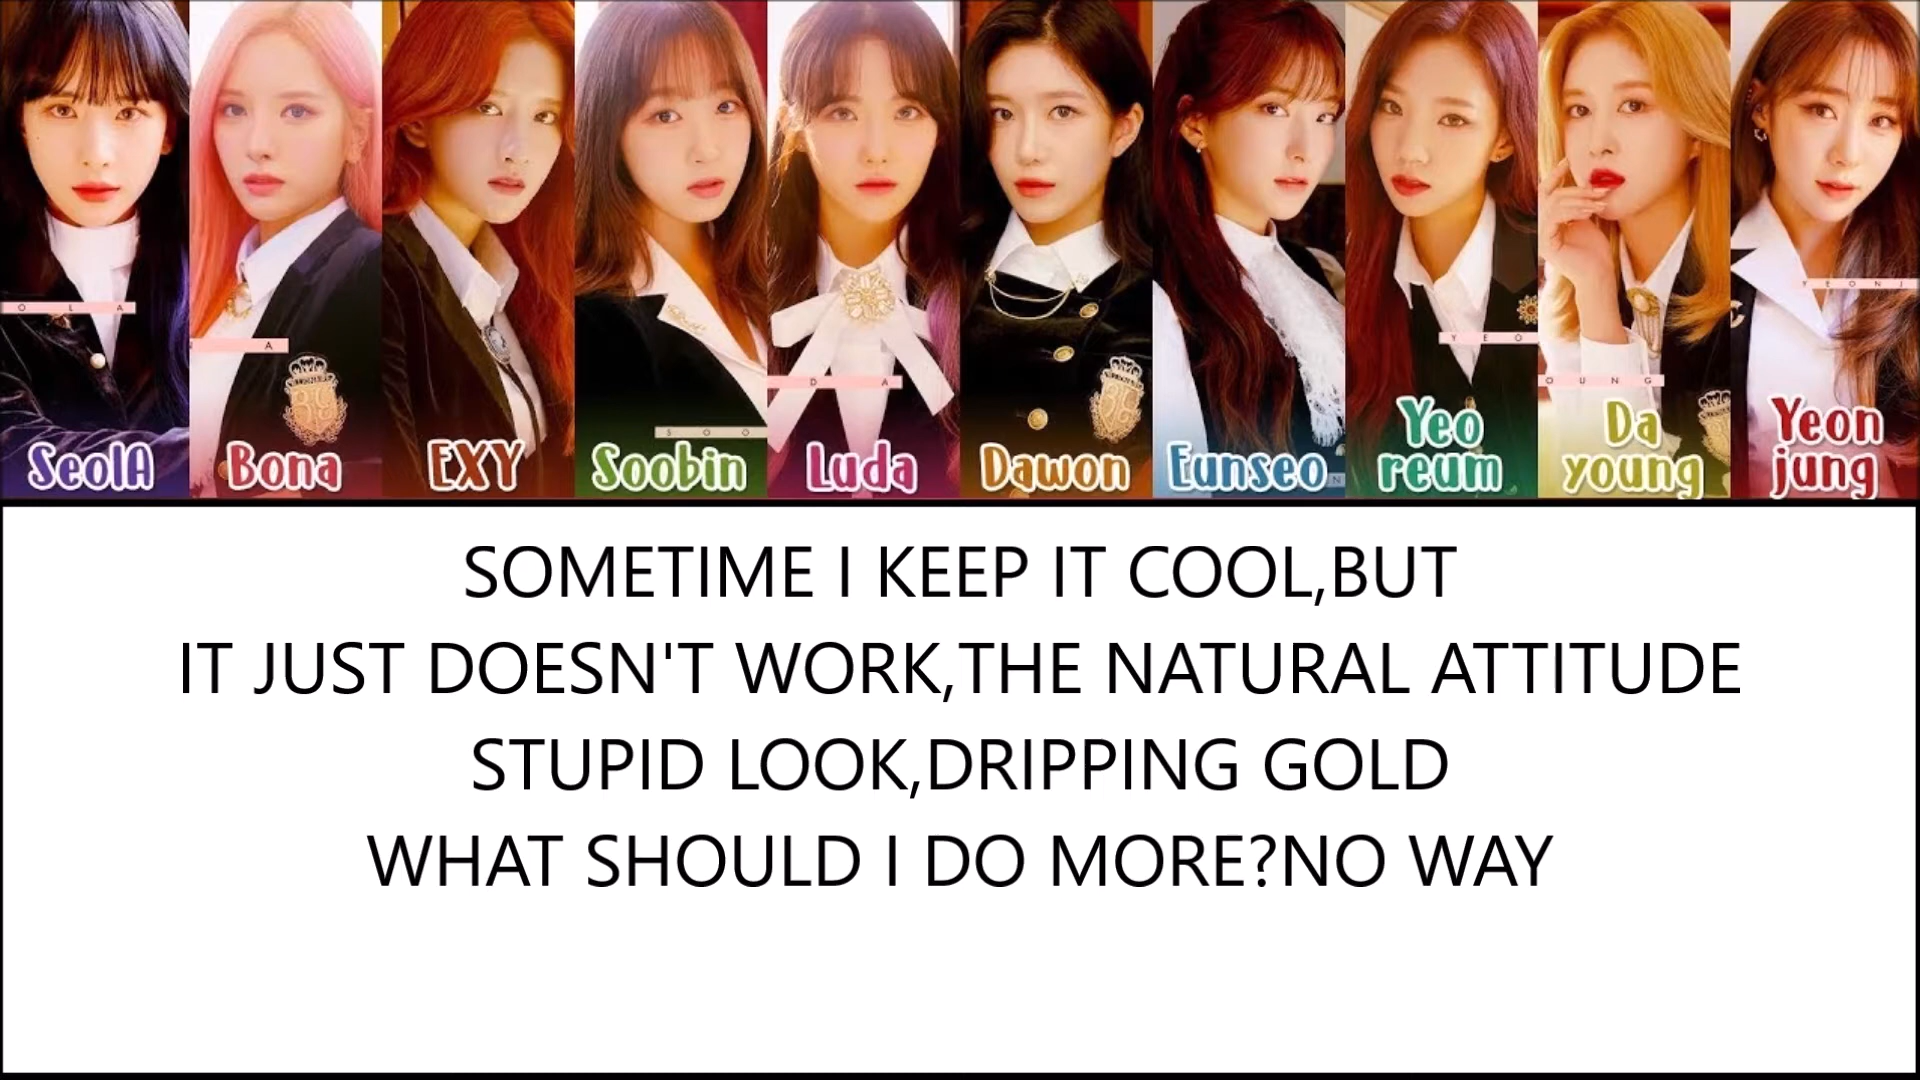 O L A
A
S O O
D A
N
Y E O
O U N G
Y E O N J
SeolA
Bona
EXY
Soobin
Luda
Dawon
Eunseo
Yeo
reum
Da
young
Yeon
jung
SOMETIME I KEEP IT COOL,BUT
IT JUST DOESN'T WORK,THE NATURAL ATTITUDE
STUPID LOOK,DRIPPING GOLD
WHAT SHOULD I DO MORE?NO WAY